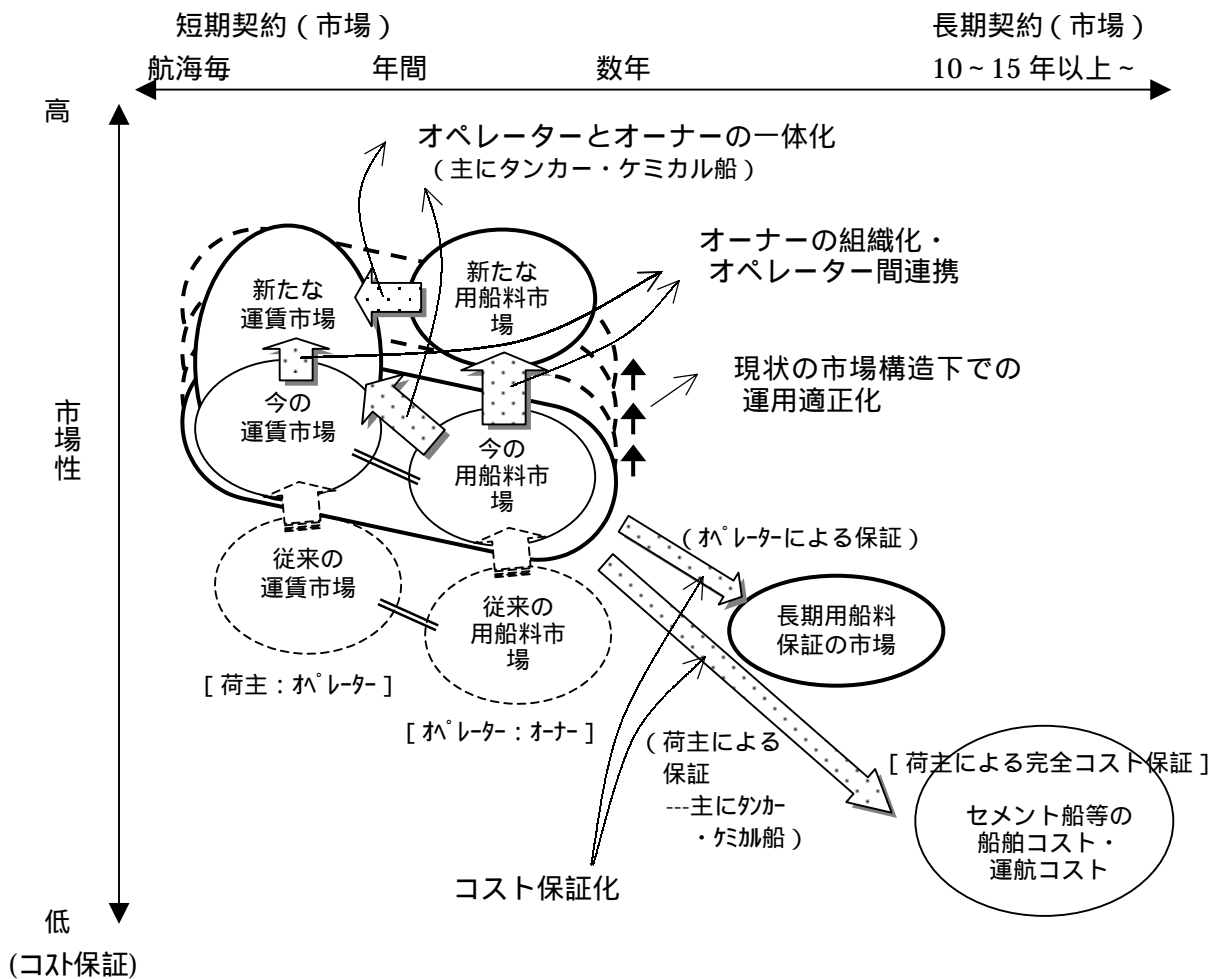 短期契約（市場）
長期契約（市場）
航海毎
年間
数年
10～15 年以上～
高
オペレーターとオーナーの一体化
（主にタンカー・ケミカル船）
オーナーの組織化・
オペレーター間連携
新たな
運賃市場
新たな
用船料市
場
現状の市場構造下での
運用適正化
市場性
今の
運賃市場
今の
用船料市
場
（ｵﾍﾟﾚｰﾀｰによる保証）
従来の
運賃市場
従来の
用船料市
場
長期用船料
保証の市場
[ 荷主：ｵﾍﾟﾚｰﾀｰ ]
[ ｵﾍﾟﾚｰﾀｰ：ｵｰﾅｰ ]
（荷主による
保証
---主にﾀﾝｶｰ
・ｹﾐｶﾙ船）
[ 荷主による完全コスト保証 ]
セメント船等の
船舶コスト・
運航コスト
コスト保証化
低
(コスト保証)